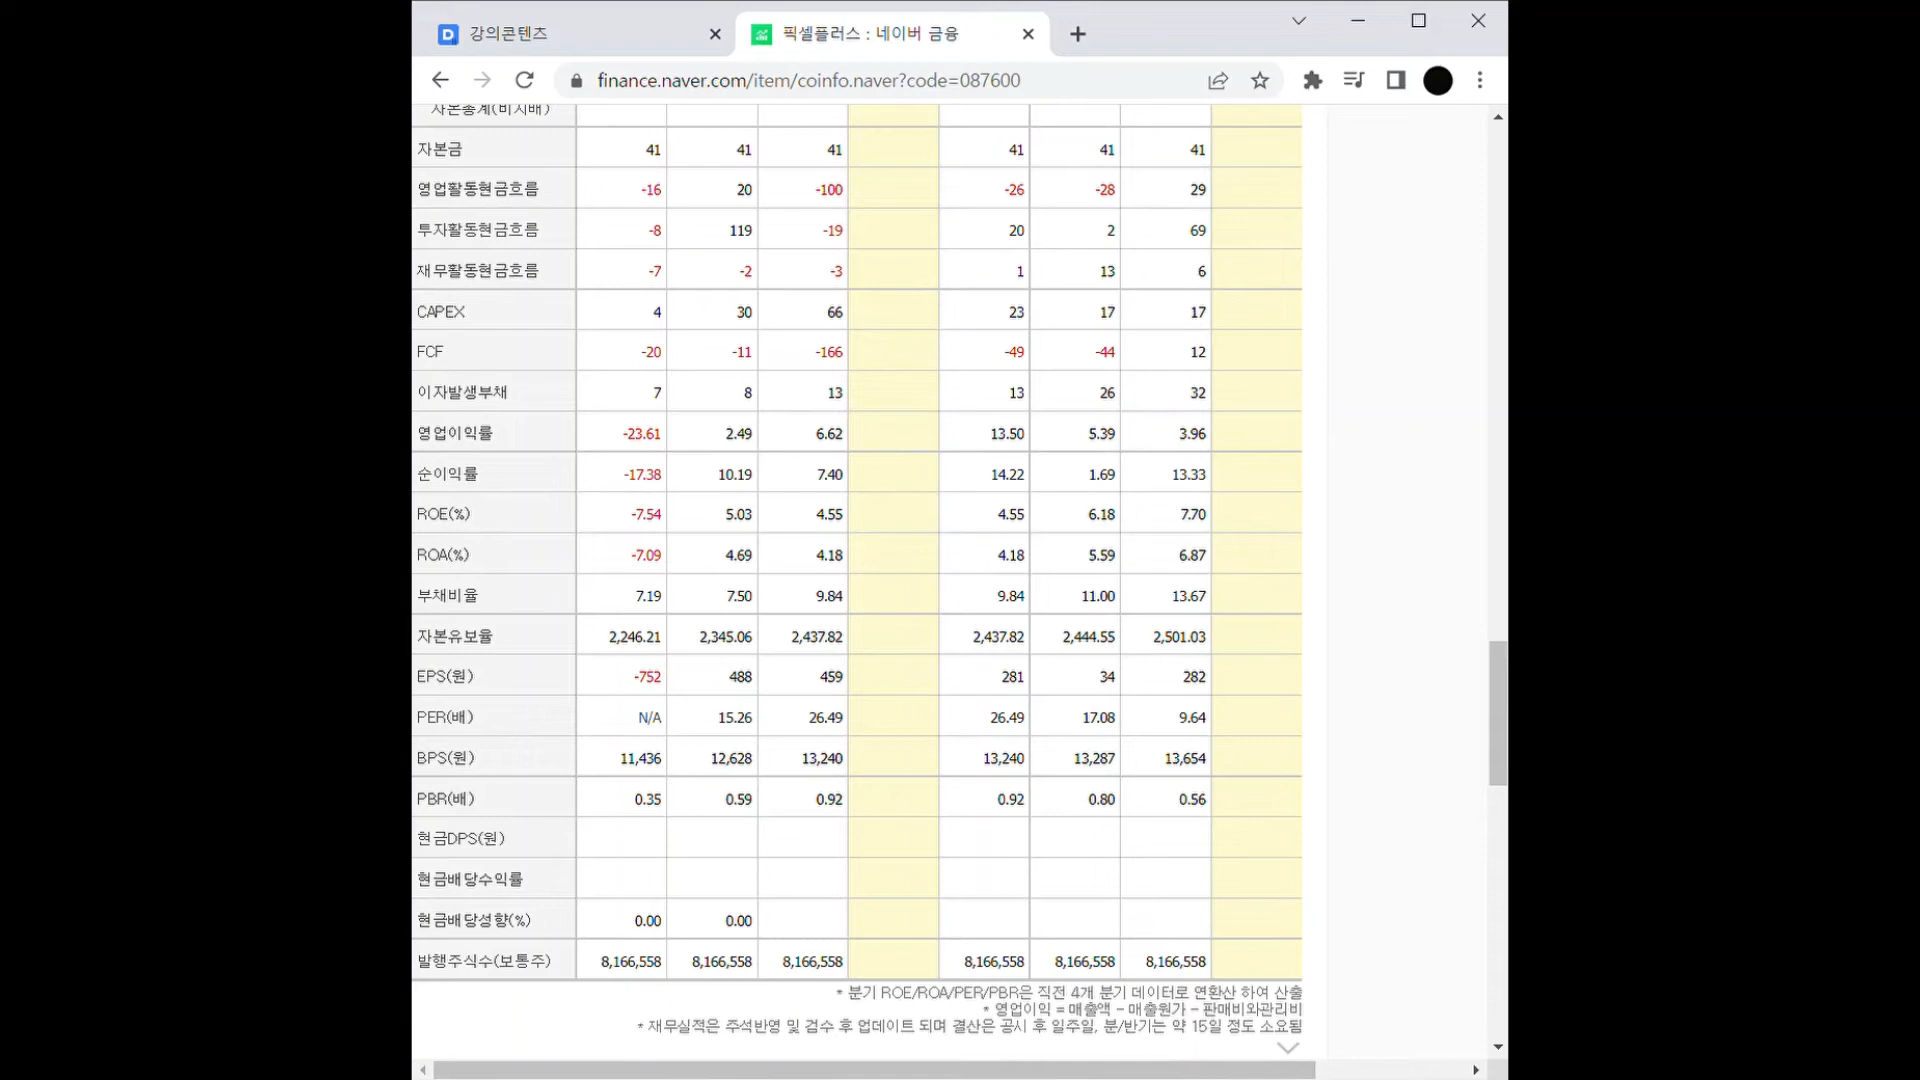 강의콘텐츠
픽셀플러스 : 네이버 금융
finance.naver.com/item/coinfo.naver?code=087600
자본총계(비지배)
자본금 41 41 41 41 41 41
영업활동현금흐름 -16 20 -100 -26 -28 29
투자활동현금흐름 -8 119 -19 20 2 69
재무활동현금흐름 -7 -2 -3 1 13 6
CAPEX 4 30 66 23 17 17
FCF -20 -11 -166 -49 -44 12
이자발생부채 7 8 13 13 26 32
영업이익률 -23.61 2.49 6.62 13.50 5.39 3.96
순이익률 -17.38 10.19 7.40 14.22 1.69 13.33
ROE(%) -7.54 5.03 4.55 4.55 6.18 7.70
ROA(%) -7.09 4.69 4.18 4.18 5.59 6.87
부채비율 7.19 7.50 9.84 9.84 11.00 13.67
자본유보율 2,246.21 2,345.06 2,437.82 2,437.82 2,444.55 2,501.03
EPS(원) -752 488 459 281 34 282
PER(배) N/A 15.26 26.49 26.49 17.08 9.64
BPS(원) 11,436 12,628 13,240 13,240 13,287 13,654
PBR(배) 0.35 0.59 0.92 0.92 0.80 0.56
현금DPS(원)
현금배당수익률
현금배당성향(%) 0.00 0.00
발행주식수(보통주) 8,166,558 8,166,558 8,166,558 8,166,558 8,166,558 8,166,558
* 분기 ROE/ROA/PER/PBR은 직전 4개 분기 데이터로 연환산 하여 산출
* 영업이익 = 매출액 - 매출원가 - 판매비와관리비
* 재무실적은 주석반영 및 검수 후 업데이트 되며 결산은 공시 후 일주일, 분/반기는 약 15일 정도 소요됨